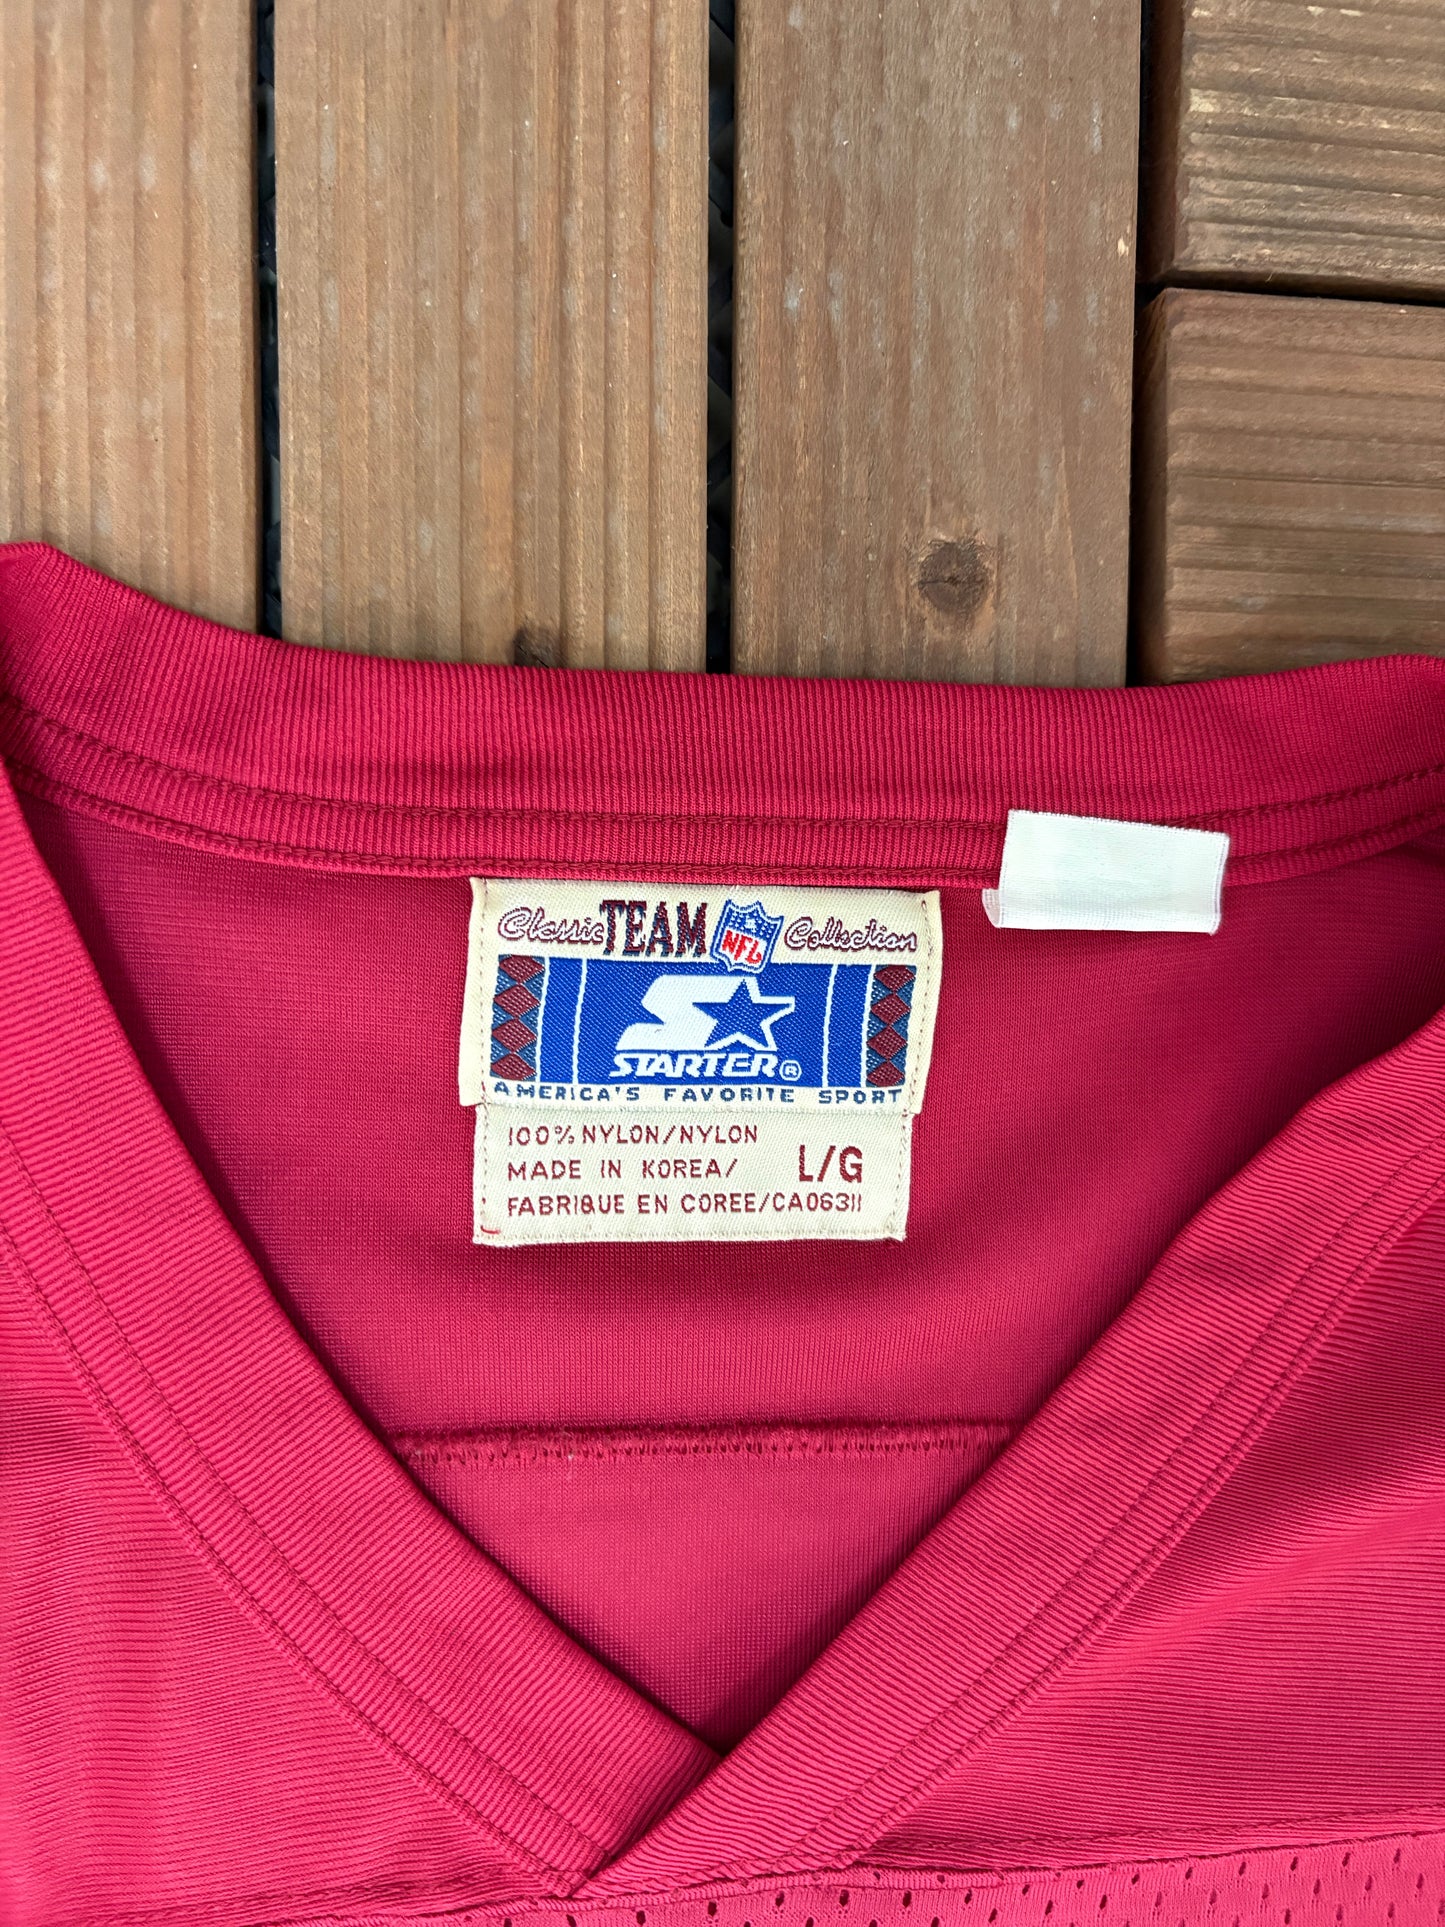 Classic TEAM NFL Collection
STARTER®
AMERICA'S FAVORITE SPORT
100% NYLON/NYLON
MADE IN KOREA/ L/G
FABRIQUE EN COREE/CA06311